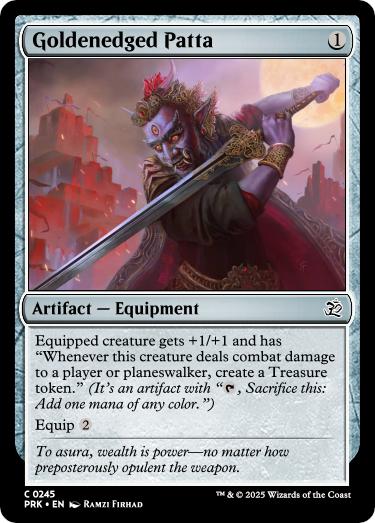 Goldenedged Patta 1
Artifact — Equipment
Equipped creature gets +1/+1 and has
“Whenever this creature deals combat damage
to a player or planeswalker, create a Treasure
token.” (It’s an artifact with “, Sacrifice this:
Add one mana of any color.”)
Equip 2
To asura, wealth is power—no matter how
preposterously opulent the weapon.
C 0245
PRK • EN Ramzi Firhad
™ & © 2025 Wizards of the Coast